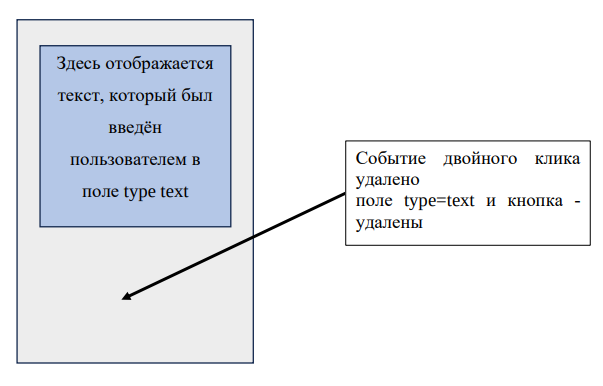 Здесь отображается
текст, который был
введён
пользователем в
поле type text
Событие двойного клика
удалено
поле type=text и кнопка -
удалены